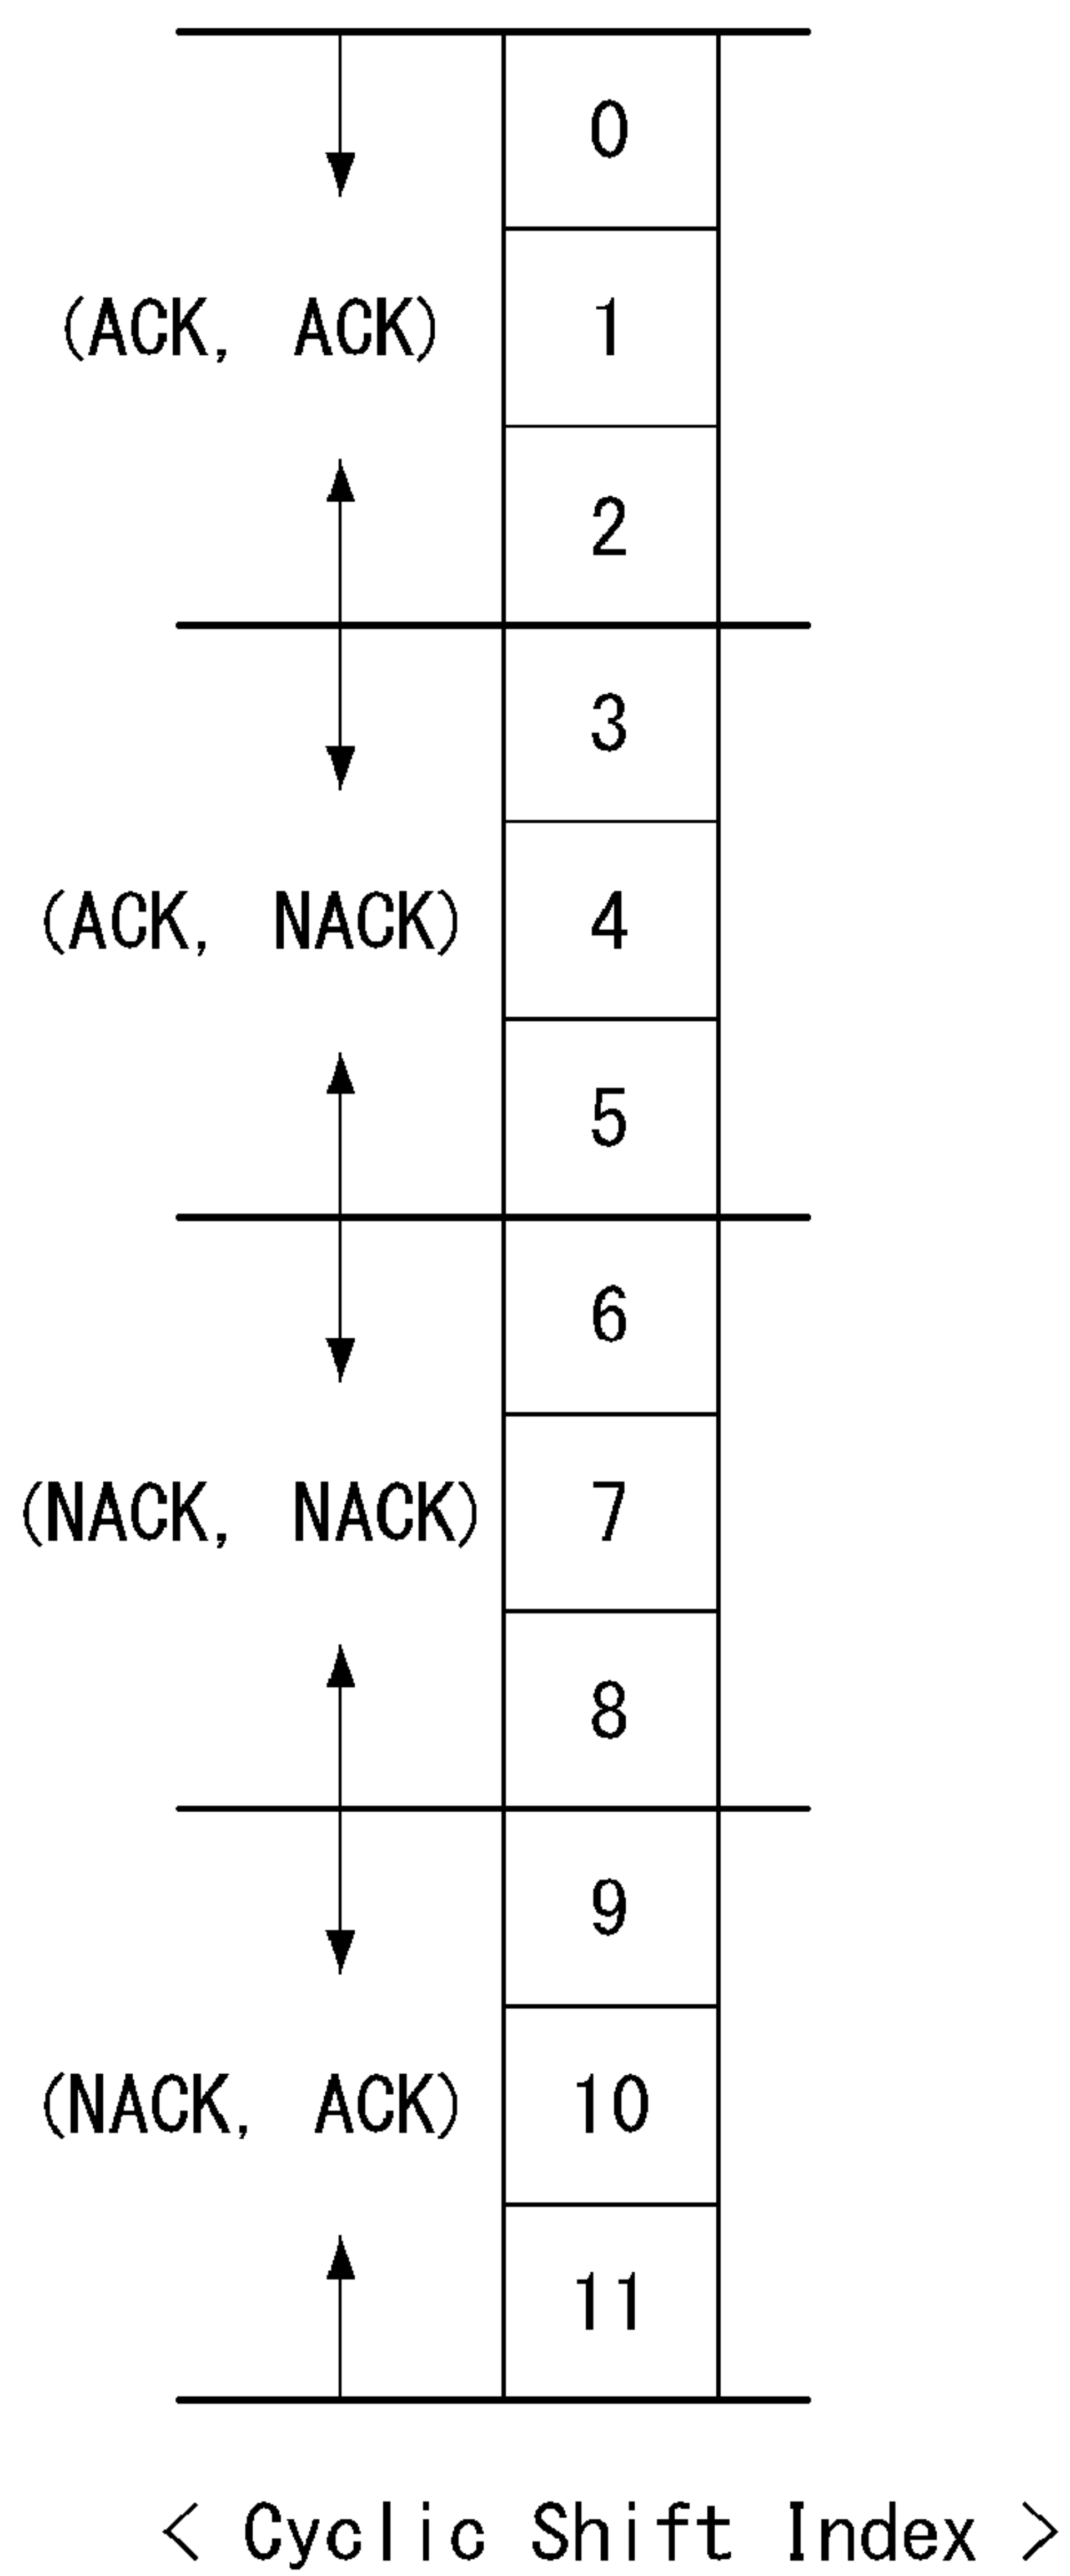 0
(ACK, ACK) 1
2
3
(ACK, NACK) 4
5
6
(NACK, NACK) 7
8
9
(NACK, ACK) 10
11
< Cyclic Shift Index >